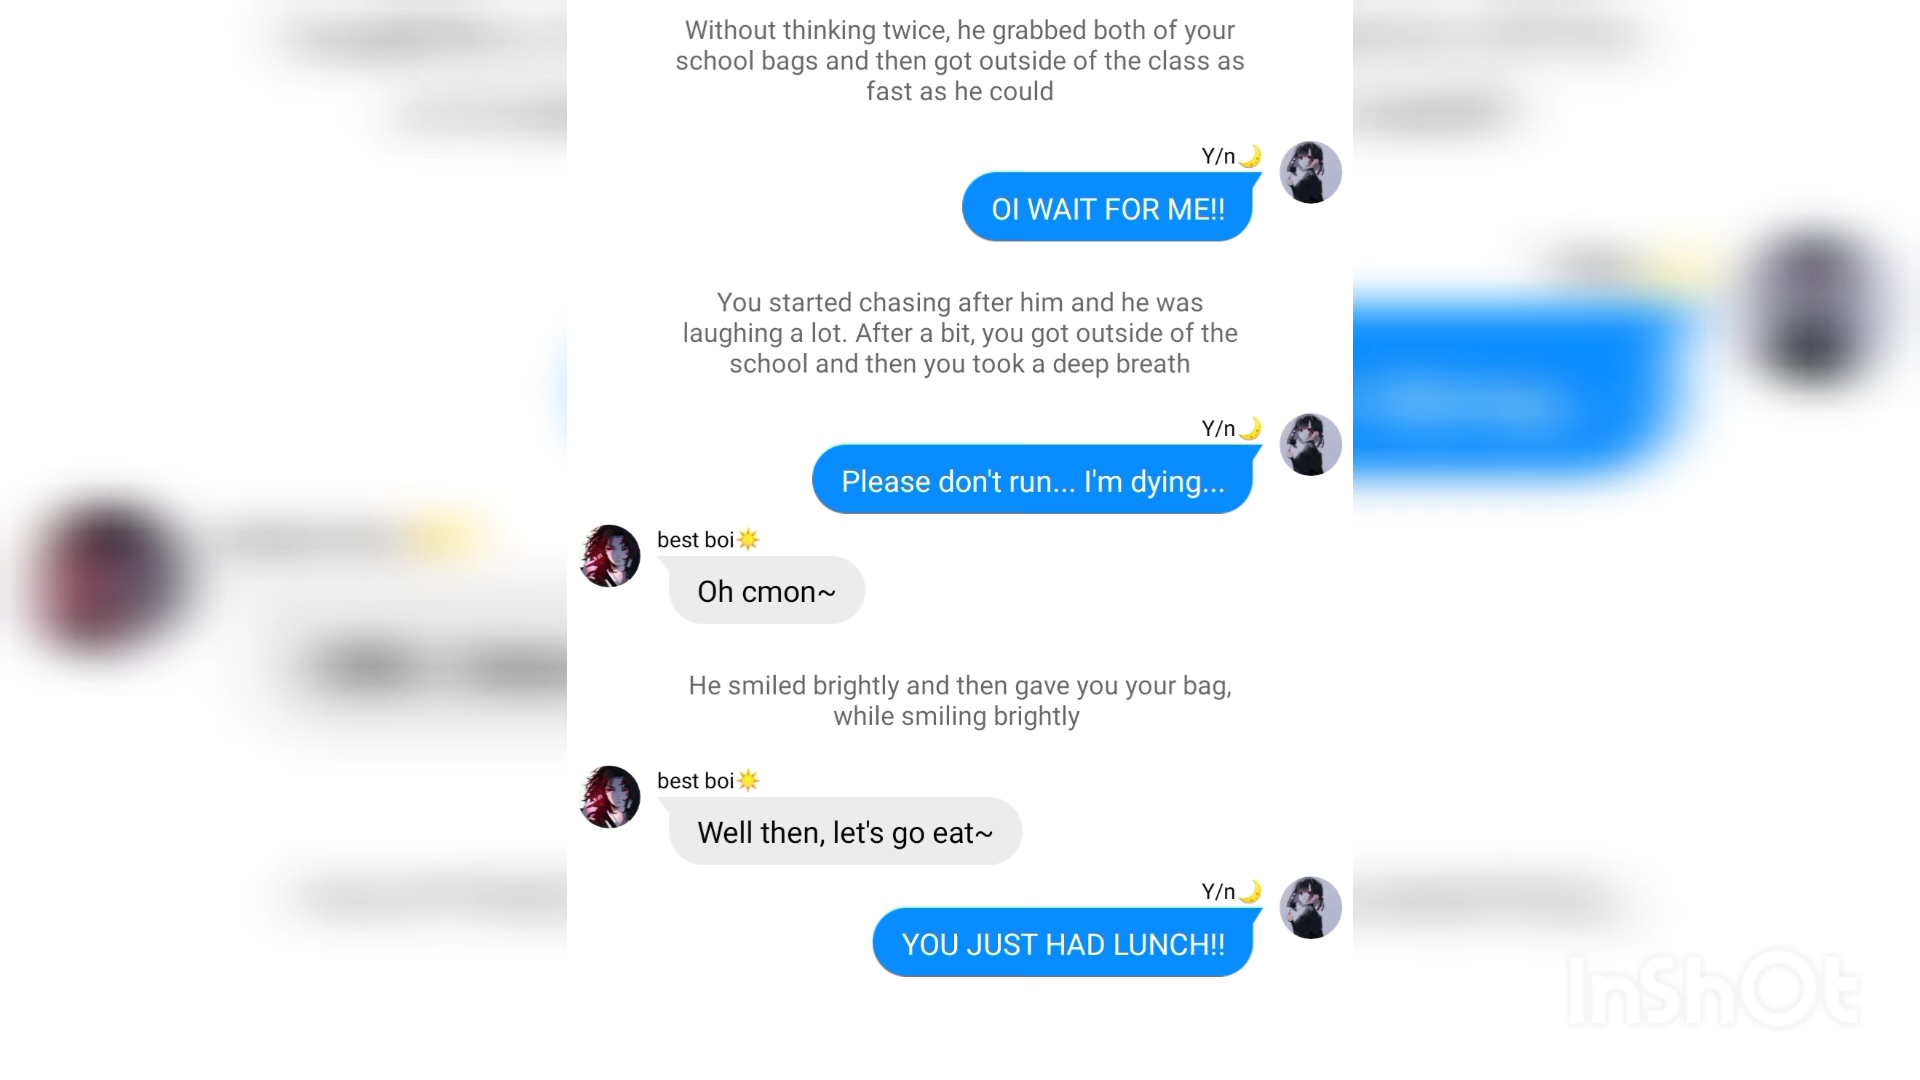 Without thinking twice, he grabbed both of your
school bags and then got outside of the class as
fast as he could
Y/n🌙
OI WAIT FOR ME!!
You started chasing after him and he was
laughing a lot. After a bit, you got outside of the
school and then you took a deep breath
Y/n🌙
Please don't run... I'm dying...
best boi☀️
Oh cmon~
He smiled brightly and then gave you your bag,
while smiling brightly
best boi☀️
Well then, let's go eat~
Y/n🌙
YOU JUST HAD LUNCH!!
InShOt